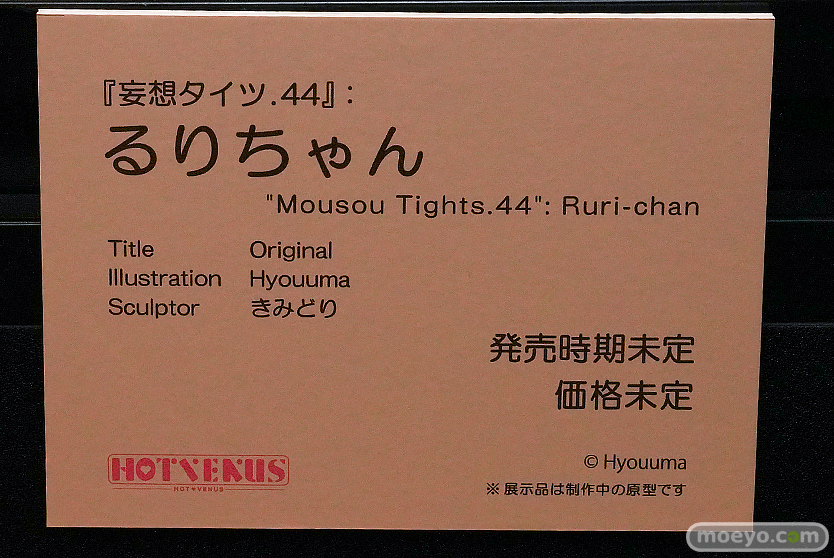 『妄想タイツ.44』:
るりちゃん
"Mousou Tights.44": Ruri-chan
Title Original
Illustration Hyouuma
Sculptor きみどり
発売時期未定
価格未定
HOT♥VENUS
HOT♥VENUS
© Hyouuma
※ 展示品は制作中の原型です
moeyo.com